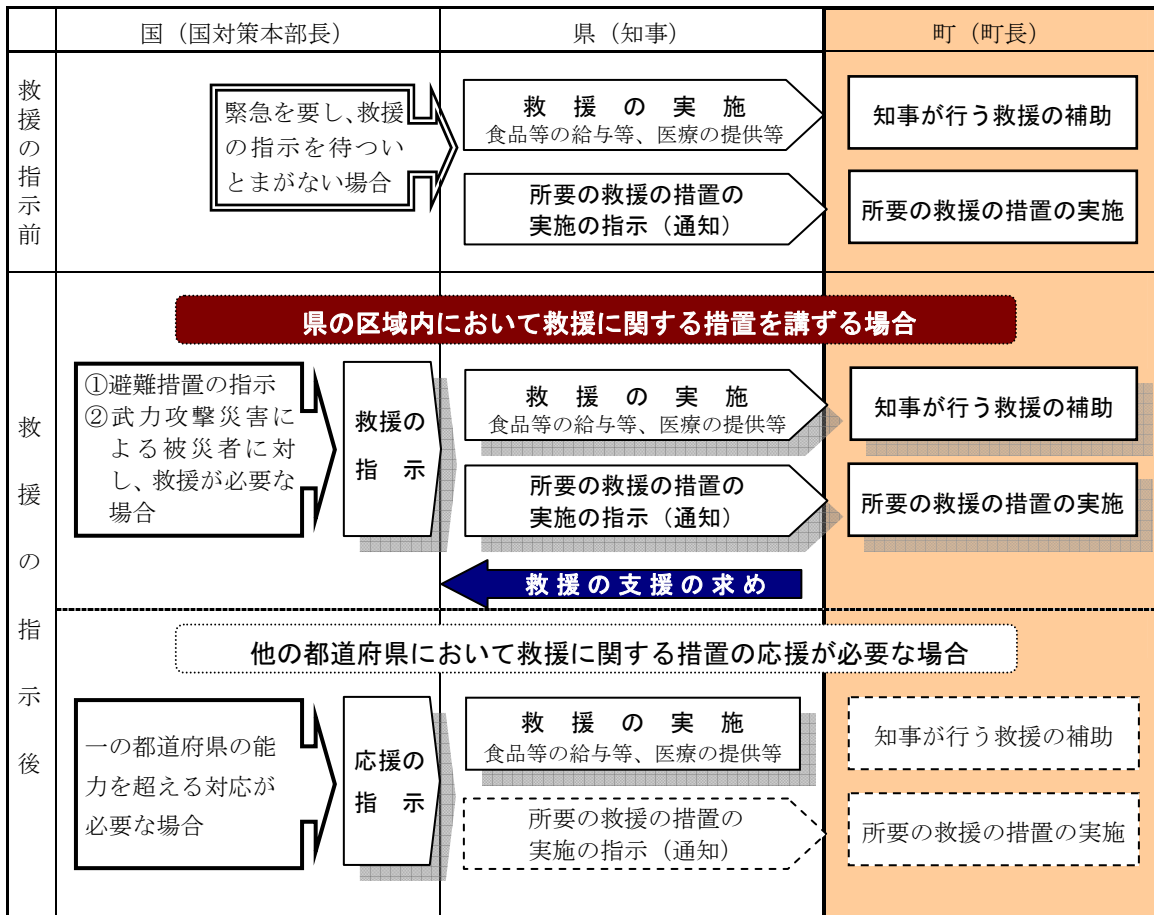 国（国対策本部長）
県（知事）
町（町長）
救援の指示前
緊急を要し、救援
の指示を待つい
とまがない場合
救援の実施
食品等の給与等、医療の提供等
知事が行う救援の補助
所要の救援の措置の
実施の指示（通知）
所要の救援の措置の実施
救援の指示後
県の区域内において救援に関する措置を講ずる場合
①避難措置の指示
②武力攻撃災害に
よる被災者に対
し、救援が必要な
場合
救援の
指示
救援の実施
食品等の給与等、医療の提供等
知事が行う救援の補助
所要の救援の措置の
実施の指示（通知）
所要の救援の措置の実施
救援の支援の求め
他の都道府県において救援に関する措置の応援が必要な場合
一の都道府県の能
力を超える対応が
必要な場合
応援の
指示
救援の実施
食品等の給与等、医療の提供等
知事が行う救援の補助
所要の救援の措置の
実施の指示（通知）
所要の救援の措置の実施